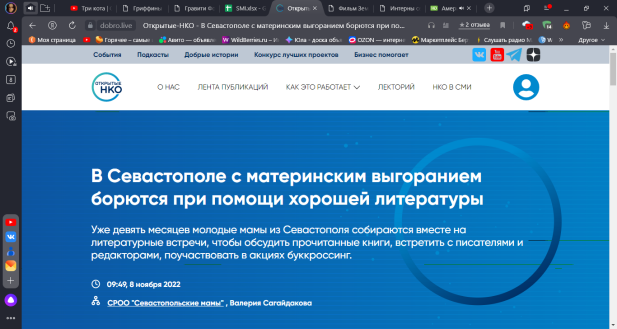 Три кота
Гриффины
Гравити Ф
SMLstix - G
Открыт
Фильм Зел
Интерны с
Амер
dobro.live
Открытые-НКО - В Севастополе с материнским выгоранием борются при по...
2 отзыва
Моя страница
Горячие – самые
Авито — объявле
WildBerries.ru – И
Юла - доска объя
OZON — интерне
Маркетплейс Бер
Слушать радио М
Другое
События
Подкасты
Добрые истории
Конкурс лучших проектов
Бизнес помогает
ОТКРЫТЫЕ НКО
О НАС
ЛЕНТА ПУБЛИКАЦИЙ
КАК ЭТО РАБОТАЕТ
ЛЕКТОРИЙ
НКО В СМИ
В Севастополе с материнским выгоранием
борются при помощи хорошей литературы
Уже девять месяцев молодые мамы из Севастополя собираются вместе на
литературные встречи, чтобы обсудить прочитанные книги, встретить с писателями и
редакторами, поучаствовать в акциях буккроссинг.
09:49, 8 ноября 2022
СРОО "Севастопольские мамы" , Валерия Сагайдакова